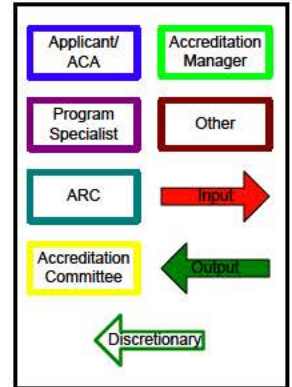 Applicant/
ACA
Accreditation
Manager
Program
Specialist
Other
ARC
Input
Accreditation
Committee
Output
Discretionary